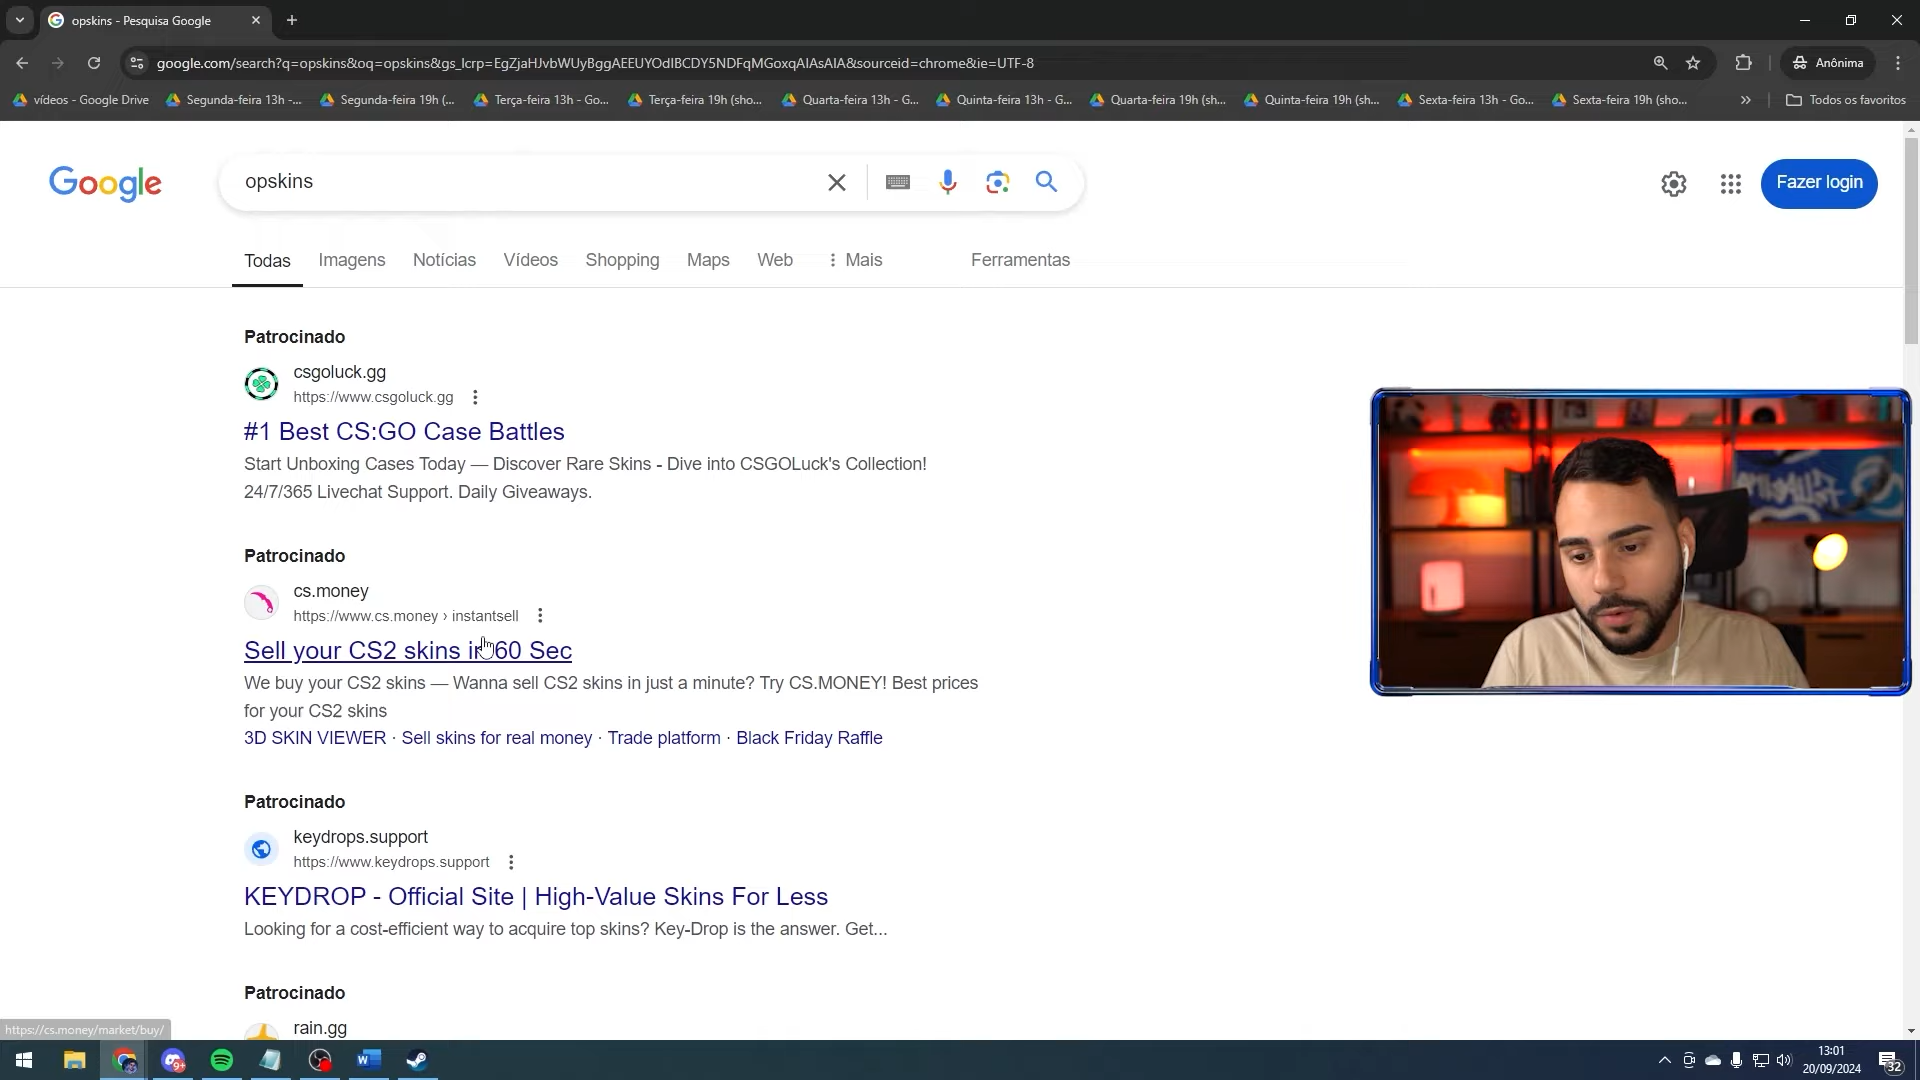 opskins - Pesquisa Google
google.com/search?q=opskins&oq=opskins&gs_lcrp=EgZjaHJvbWUyBggAEEUYOdIBCDY5NDFqMGoxqAIAsAIA&sourceid=chrome&ie=UTF-8
Anônima
vídeos - Google Drive
Segunda-feira 13h -...
Segunda-feira 19h (...
Terça-feira 13h - Go...
Terça-feira 19h (sho...
Quarta-feira 13h - G...
Quinta-feira 13h - G...
Quarta-feira 19h (sh...
Quinta-feira 19h (sh...
Sexta-feira 13h - Go...
Sexta-feira 19h (sho...
Todos os favoritos
Google
opskins
Fazer login
Todas
Imagens
Notícias
Vídeos
Shopping
Maps
Web
Mais
Ferramentas
Patrocinado
csgoluck.gg
https://www.csgoluck.gg
#1 Best CS:GO Case Battles
Start Unboxing Cases Today — Discover Rare Skins - Dive into CSGOLuck's Collection!
24/7/365 Livechat Support. Daily Giveaways.
Patrocinado
cs.money
https://www.cs.money › instantsell
Sell your CS2 skins in 60 Sec
We buy your CS2 skins — Wanna sell CS2 skins in just a minute? Try CS.MONEY! Best prices
for your CS2 skins
3D SKIN VIEWER · Sell skins for real money · Trade platform · Black Friday Raffle
Patrocinado
keydrops.support
https://www.keydrops.support
KEYDROP - Official Site | High-Value Skins For Less
Looking for a cost-efficient way to acquire top skins? Key-Drop is the answer. Get...
Patrocinado
rain.gg
https://cs.money/market/buy/
9+
13:01
20/09/2024
32